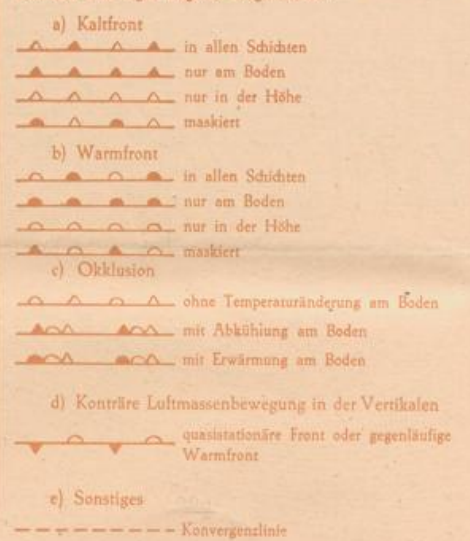 a) Kaltfront
in allen Schichten
nur am Boden
nur in der Höhe
maskiert
b) Warmfront
in allen Schichten
nur am Boden
nur in der Höhe
maskiert
c) Okklusion
ohne Temperaturänderung am Boden
mit Abkühlung am Boden
mit Erwärmung am Boden
d) Konträre Luftmassenbewegung in der Vertikalen
quasistationäre Front oder gegenläufige
Warmfront
e) Sonstiges
Konvergenzlinie